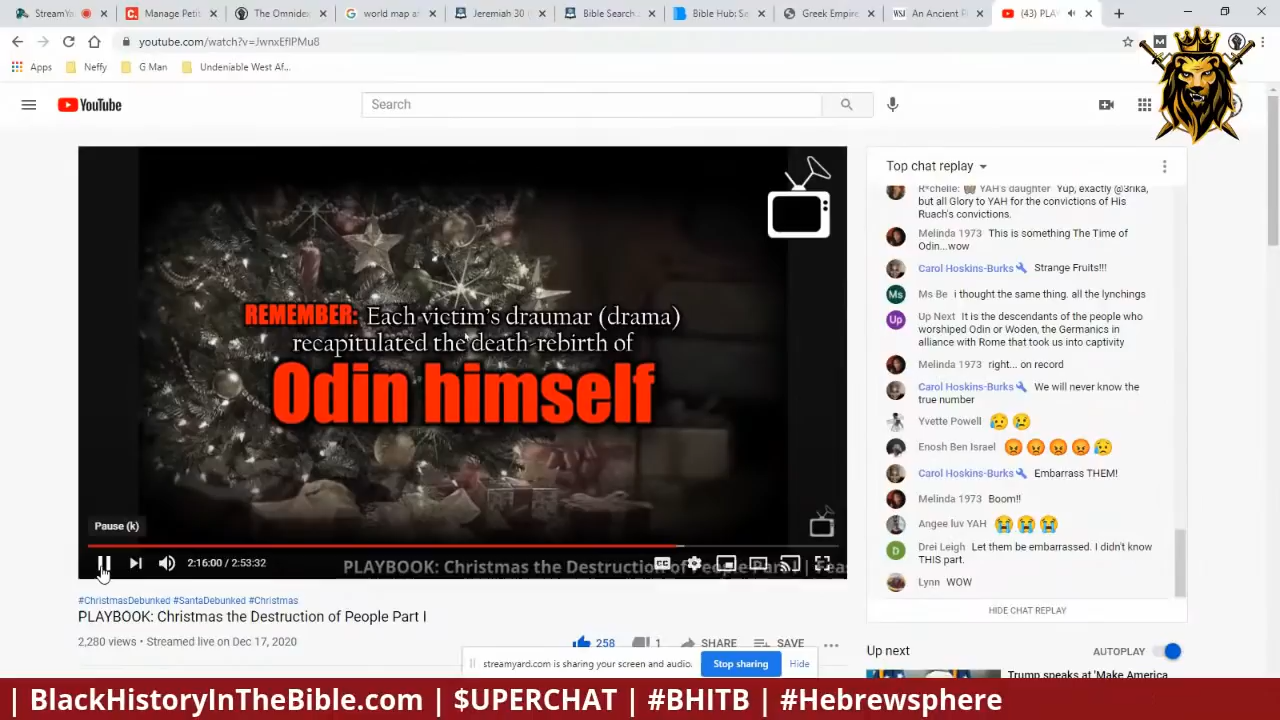 StreamY
Manage Petit
The Omnidex
world map a
Jeremiah 30
Bible Search
Bible Hub: Se
Greek Empire
WSJ An Ancient F
(43) PLAY
youtube.com/watch?v=JwnxEfIPMu8
Apps Neffy G Man Undeniable West Af...
YouTube
Search
REMEMBER: Each victim's draumar (drama)
recapitulated the death-rebirth of
Odin himself
Pause (k)
2:16:00 / 2:53:32
PLAYBOOK: Christmas the Destruction of People Part I | Feas
#ChristmasDebunked #SantaDebunked #Christmas
PLAYBOOK: Christmas the Destruction of People Part I
2,280 views • Streamed live on Dec 17, 2020
258 1 SHARE SAVE
streamyard.com is sharing your screen and audio. Stop sharing Hide
Top chat replay
R*chelle: YAH's daughter Yup, exactly @3rika,
but all Glory to YAH for the convictions of His
Ruach's convictions.
Melinda 1973 This is something The Time of
Odin...wow
Carol Hoskins-Burks Strange Fruits!!!
Ms Ms Be i thought the same thing. all the lynchings
Up Up Next It is the descendants of the people who
worshiped Odin or Woden, the Germanics in
alliance with Rome that took us into captivity
Melinda 1973 right... on record
Carol Hoskins-Burks We will never know the
true number
Yvette Powell
Enosh Ben Israel
Carol Hoskins-Burks Embarrass THEM!
Melinda 1973 Boom!!
Angee luv YAH
D Drei Leigh Let them be embarrassed. I didn't know
THIS part.
Lynn WOW
HIDE CHAT REPLAY
Up next AUTOPLAY
Trump speaks at 'Make America
| BlackHistoryInTheBible.com | $UPERCHAT | #BHITB | #Hebrewsphere